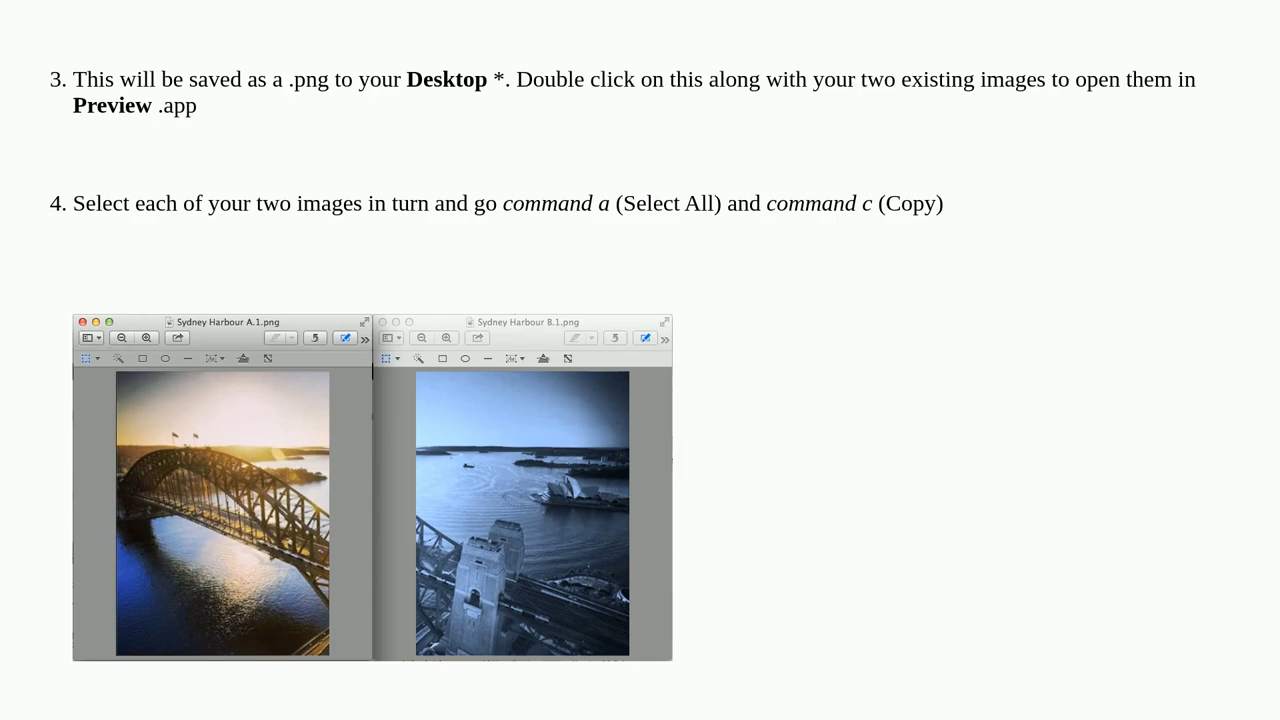 3. This will be saved as a .png to your Desktop *. Double click on this along with your two existing images to open them in
Preview .app
4. Select each of your two images in turn and go command a (Select All) and command c (Copy)
Sydney Harbour A.1.png
Sydney Harbour B.1.png